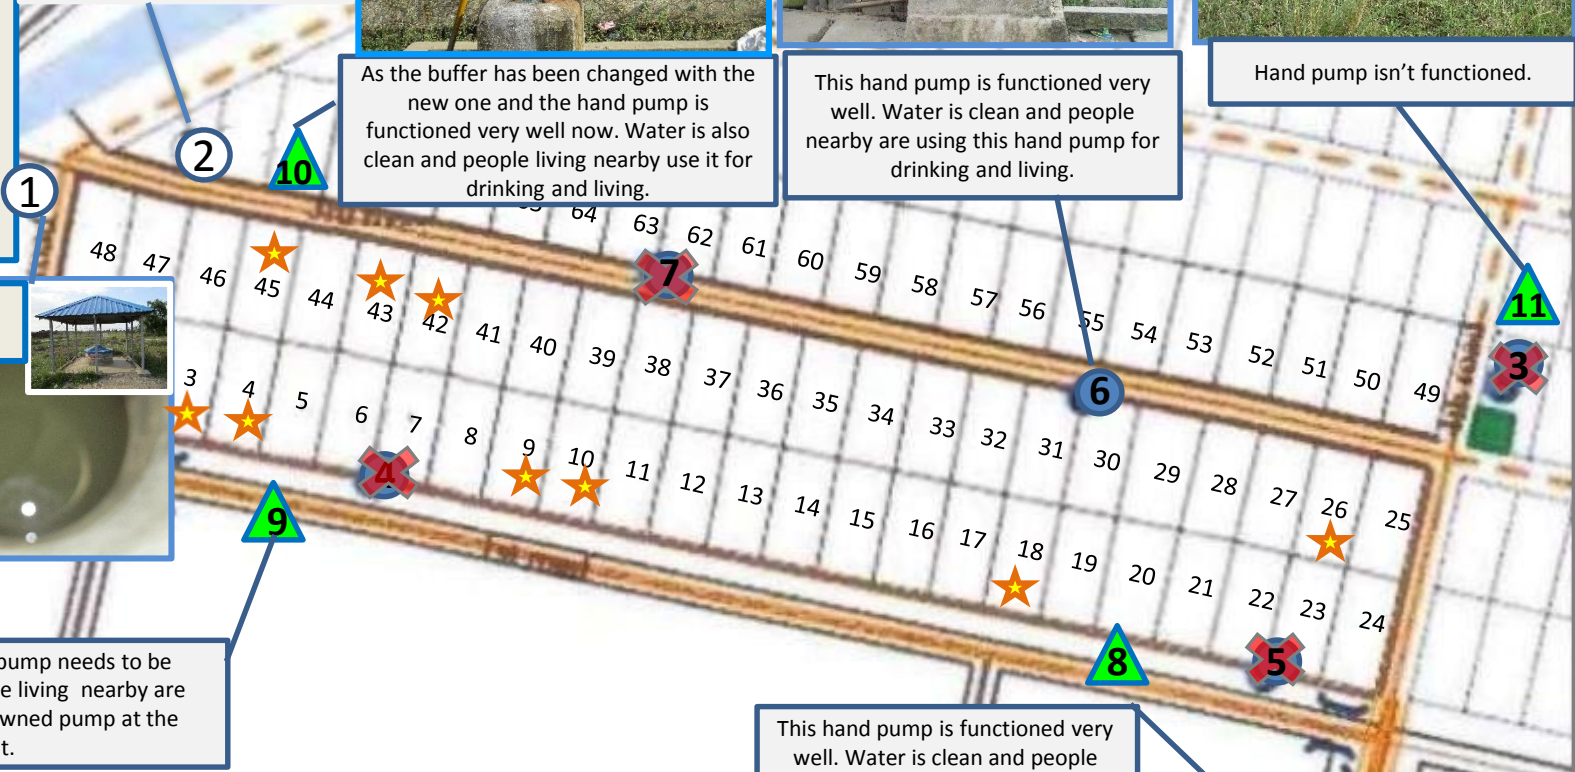 As the buffer has been changed with the
new one and the hand pump is
functioned very well now. Water is also
clean and people living nearby use it for
drinking and living.
This hand pump is functioned very
well. Water is clean and people
nearby are using this hand pump for
drinking and living.
Hand pump isn't functioned.
1
2
10
64 63 62 61 60 59 58 57 56 55 54 53 52 51 50 49
7
6
11
3
48 47 46 45 44 43 42 41 40 39 38 37 36 35 34 33 32 31 30 29 28 27 26 25
3 4 5 6 7 8 9 10 11 12 13 14 15 16 17 18 19 20 21 22 23 24
4
9
8
5
pump needs to be
living nearby are
pump at the
This hand pump is functioned very
well. Water is clean and people